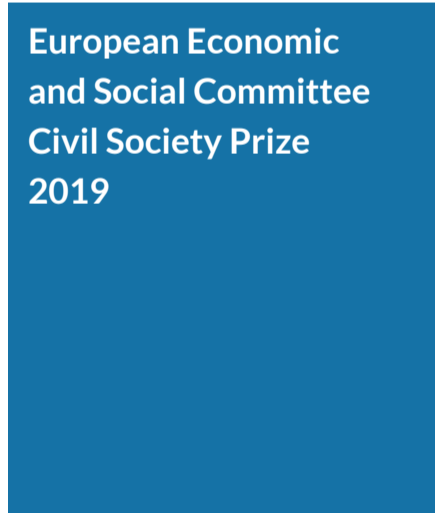 European Economic
and Social Committee
Civil Society Prize
2019